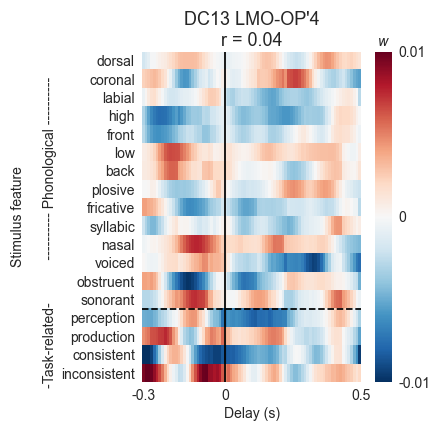 DC13 LMO-OP'4
r = 0.04
w
dorsal
coronal
labial
high
front
low
back
plosive
fricative
syllabic
nasal
voiced
obstruent
sonorant
perception
production
consistent
inconsistent
Stimulus feature
---------- Phonological ----------
-Task-related-
0.01
0
-0.01
-0.3
0
0.5
Delay (s)